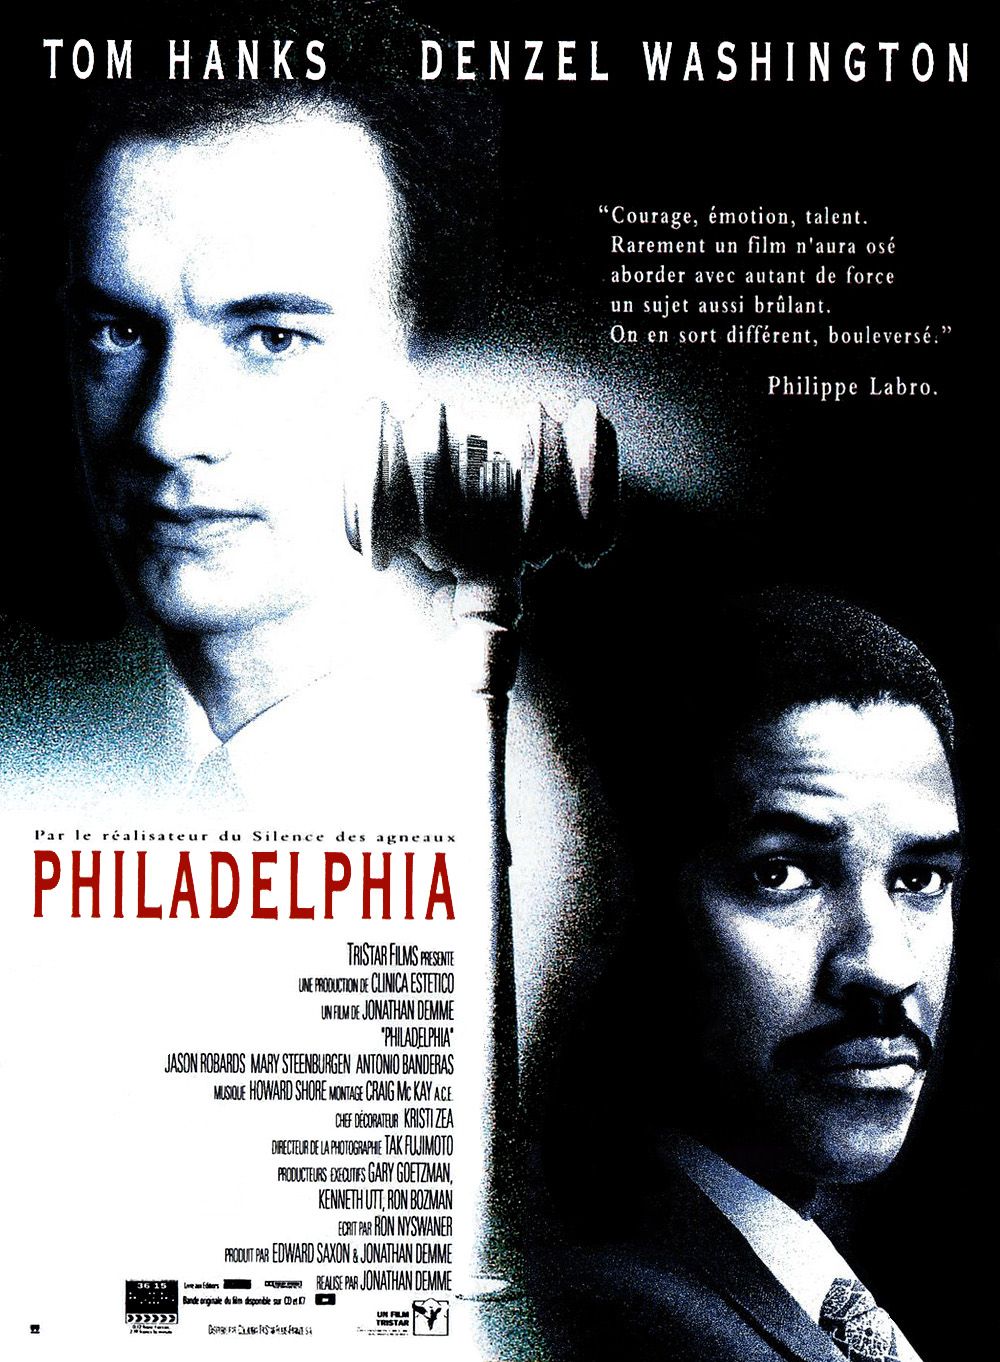 TOM HANKS DENZEL WASHINGTON
“Courage, émotion, talent.
Rarement un film n'aura osé
aborder avec autant de force
un sujet aussi brûlant.
On en sort différent, bouleversé.”
Philippe Labro.
Par le réalisateur du Silence des agneaux
PHILADELPHIA
TRISTAR FILMS PRESENTE
UNE PRODUCTION DE CLINICA ESTETICO
UN FILM DE JONATHAN DEMME
"PHILADELPHIA"
JASON ROBARDS MARY STEENBURGEN ANTONIO BANDERAS
MUSIQUE HOWARD SHORE MONTAGE CRAIG MC KAY A.C.E.
CHEF DÉCORATEUR KRISTI ZEA
DIRECTEUR DE LA PHOTOGRAPHIE TAK FUJIMOTO
PRODUCTEURS EXECUTIFS GARY GOETZMAN,
KENNETH UTT, RON BOZMAN
ECRIT PAR RON NYSWANER
PRODUIT PAR EDWARD SAXON & JONATHAN DEMME
REALISE PAR JONATHAN DEMME
36 15
Bande originale du film disponible sur CD et K7
UN FILM
TRISTAR